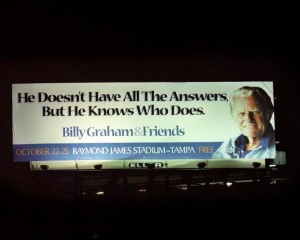 He Doesn't Have All The Answers,
But He Knows Who Does.
Billy Graham & Friends
OCTOBER 22-25 RAYMOND JAMES STADIUM~TAMPA FREE